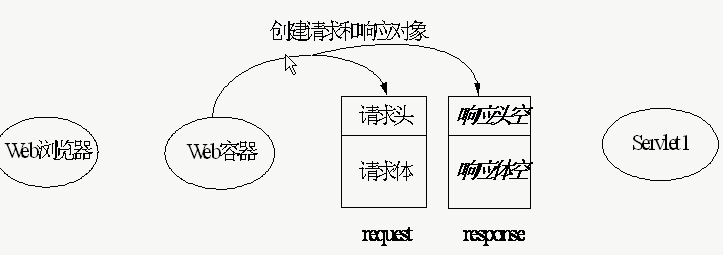 创建请求和响应对象
Web浏览器
Web容器
请求头
请求体
request
响应头空
响应体空
response
Servlet1